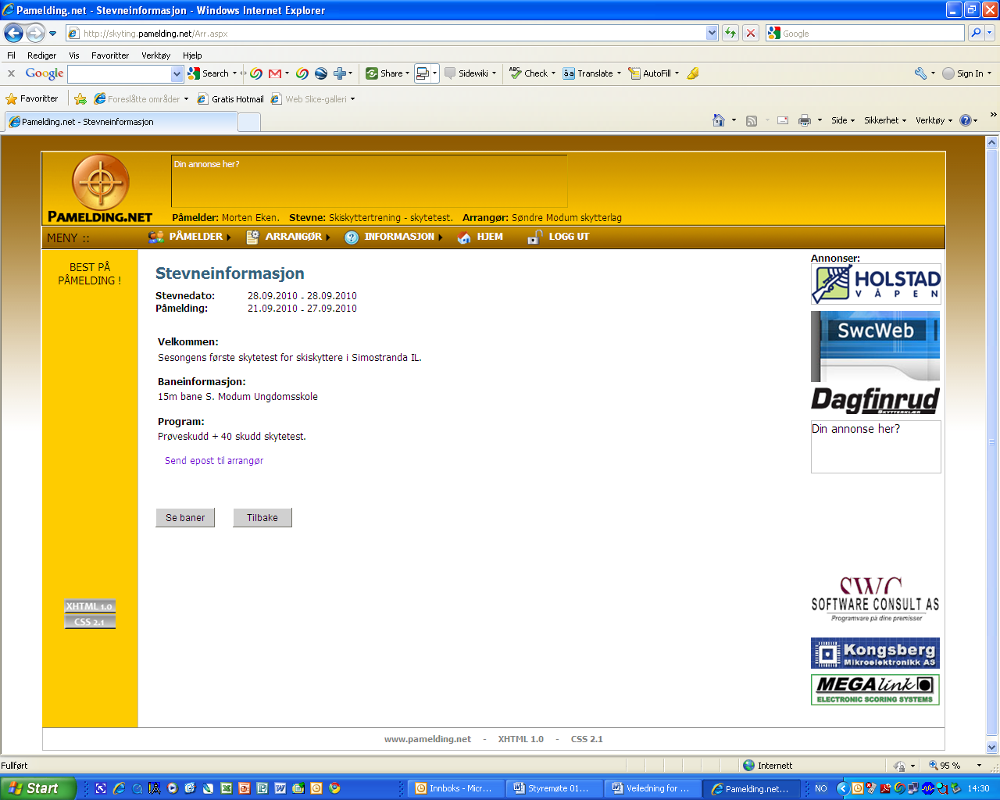 Pamelding.net - Stevneinformasjon - Windows Internet Explorer
http://skyting.pamelding.net/Arr.aspx
Google
Fil Rediger Vis Favoritter Verktøy Hjelp
x Google Search Share Sidewiki ABC Check Translate AutoFill Sign In
Favoritter Foreslåtte områder Gratis Hotmail Web Slice-galleri
Pamelding.net - Stevneinformasjon Side Sikkerhet Verktøy
Din annonse her?
PAMELDING.NET
Påmelder: Morten Eken. Stevne: Skiskyttertrening - skytetest. Arrangør: Søndre Modum skytterlag
MENY :: PÅMELDER ARRANGØR INFORMASJON HJEM LOGG UT
BEST PÅ
PÅMELDING !
Stevneinformasjon
Stevnedato: 28.09.2010 - 28.09.2010
Påmelding: 21.09.2010 - 27.09.2010
Velkommen:
Sesongens første skytetest for skiskyttere i Simostranda IL.
Baneinformasjon:
15m bane S. Modum Ungdomsskole
Program:
Prøveskudd + 40 skudd skytetest.
Send epost til arrangør
Se baner Tilbake
XHTML 1.0
CSS 2.1
Annonser:
HOLSTAD
VÅPEN
SwcWeb
Dagfinrud
SKYTTERKLÆR
Din annonse her?
SWC
SOFTWARE CONSULT AS
Programvare på dine premisser
Kongsberg
Mikroelektronikk AS
MEGAlink
ELECTRONIC SCORING SYSTEMS
www.pamelding.net - XHTML 1.0 - CSS 2.1
Fullført Internett 95 %
Start Innboks - Micr... Styremøte 01... Veiledning for ... Pamelding.net... NO 14:30